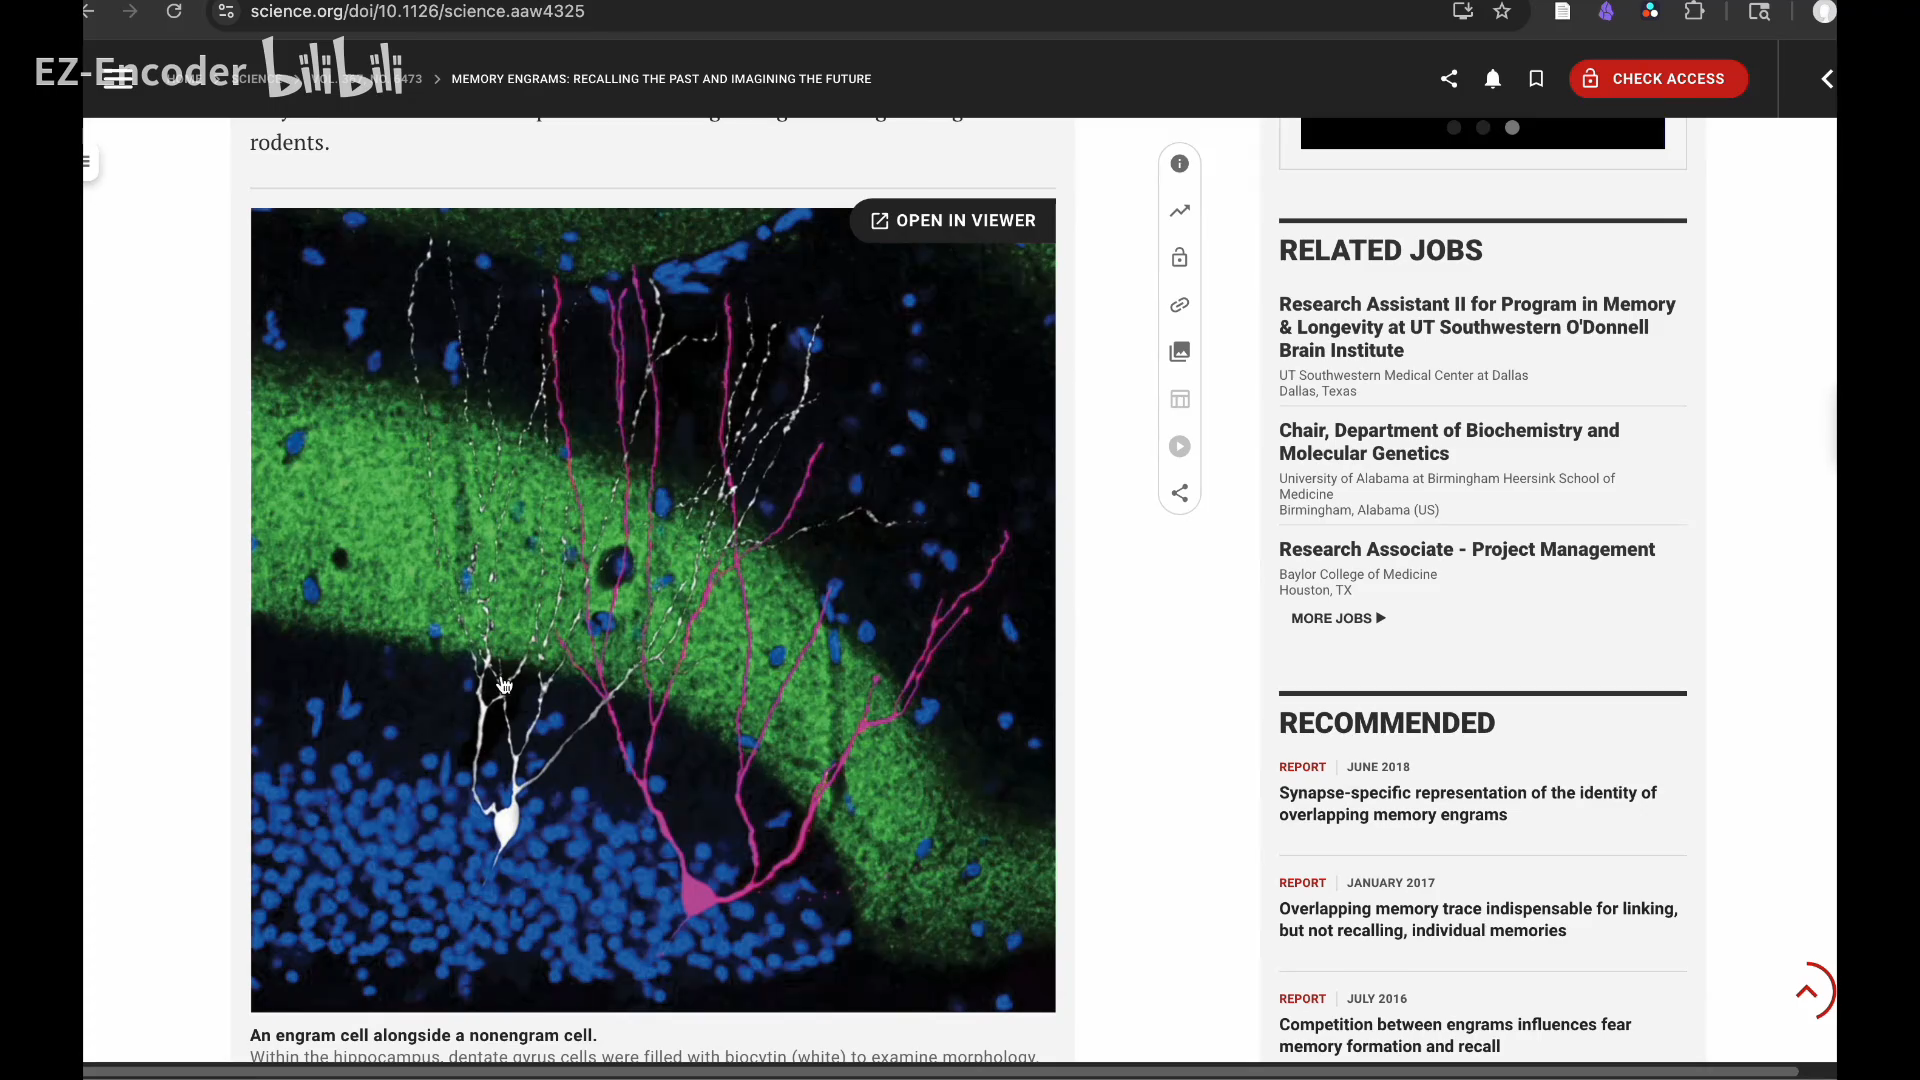 science.org/doi/10.1126/science.aaw4325
EZ-Encoder bilibili
MEMORY ENGRAMS: RECALLING THE PAST AND IMAGINING THE FUTURE
CHECK ACCESS
rodents.
OPEN IN VIEWER
An engram cell alongside a nonengram cell.
Within the hippocampus, dentate gyrus cells were filled with biocytin (white) to examine morphology.
RELATED JOBS
Research Assistant II for Program in Memory
& Longevity at UT Southwestern O'Donnell
Brain Institute
UT Southwestern Medical Center at Dallas
Dallas, Texas
Chair, Department of Biochemistry and
Molecular Genetics
University of Alabama at Birmingham Heersink School of
Medicine
Birmingham, Alabama (US)
Research Associate - Project Management
Baylor College of Medicine
Houston, TX
MORE JOBS
RECOMMENDED
REPORT JUNE 2018
Synapse-specific representation of the identity of
overlapping memory engrams
REPORT JANUARY 2017
Overlapping memory trace indispensable for linking,
but not recalling, individual memories
REPORT JULY 2016
Competition between engrams influences fear
memory formation and recall